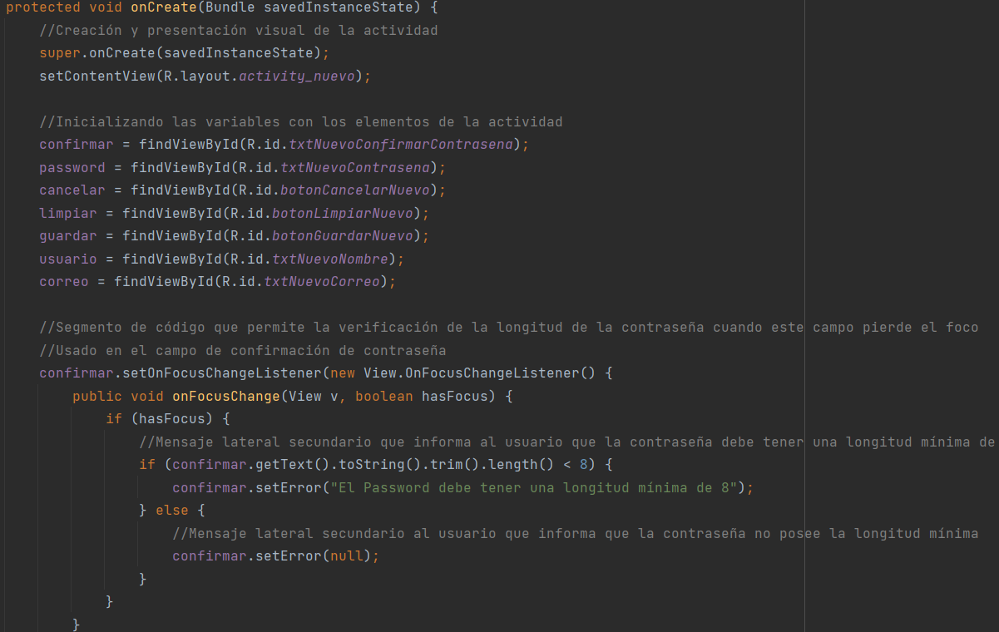 protected void onCreate(Bundle savedInstanceState) {
//Creación y presentación visual de la actividad
super.onCreate(savedInstanceState);
setContentView(R.layout.activity_nuevo);
//Inicializando las variables con los elementos de la actividad
confirmar = findViewById(R.id.txtNuevoConfirmarContrasena);
password = findViewById(R.id.txtNuevoContrasena);
cancelar = findViewById(R.id.botonCancelarNuevo);
limpiar = findViewById(R.id.botonLimpiarNuevo);
guardar = findViewById(R.id.botonGuardarNuevo);
usuario = findViewById(R.id.txtNuevoNombre);
correo = findViewById(R.id.txtNuevoCorreo);
//Segmento de código que permite la verificación de la longitud de la contraseña cuando este campo pierde el foco
//Usado en el campo de confirmación de contraseña
confirmar.setOnFocusChangeListener(new View.OnFocusChangeListener() {
public void onFocusChange(View v, boolean hasFocus) {
if (hasFocus) {
//Mensaje lateral secundario que informa al usuario que la contraseña debe tener una longitud mínima de
if (confirmar.getText().toString().trim().length() < 8) {
confirmar.setError("El Password debe tener una longitud mínima de 8");
} else {
//Mensaje lateral secundario al usuario que informa que la contraseña no posee la longitud mínima
confirmar.setError(null);
}
}
}